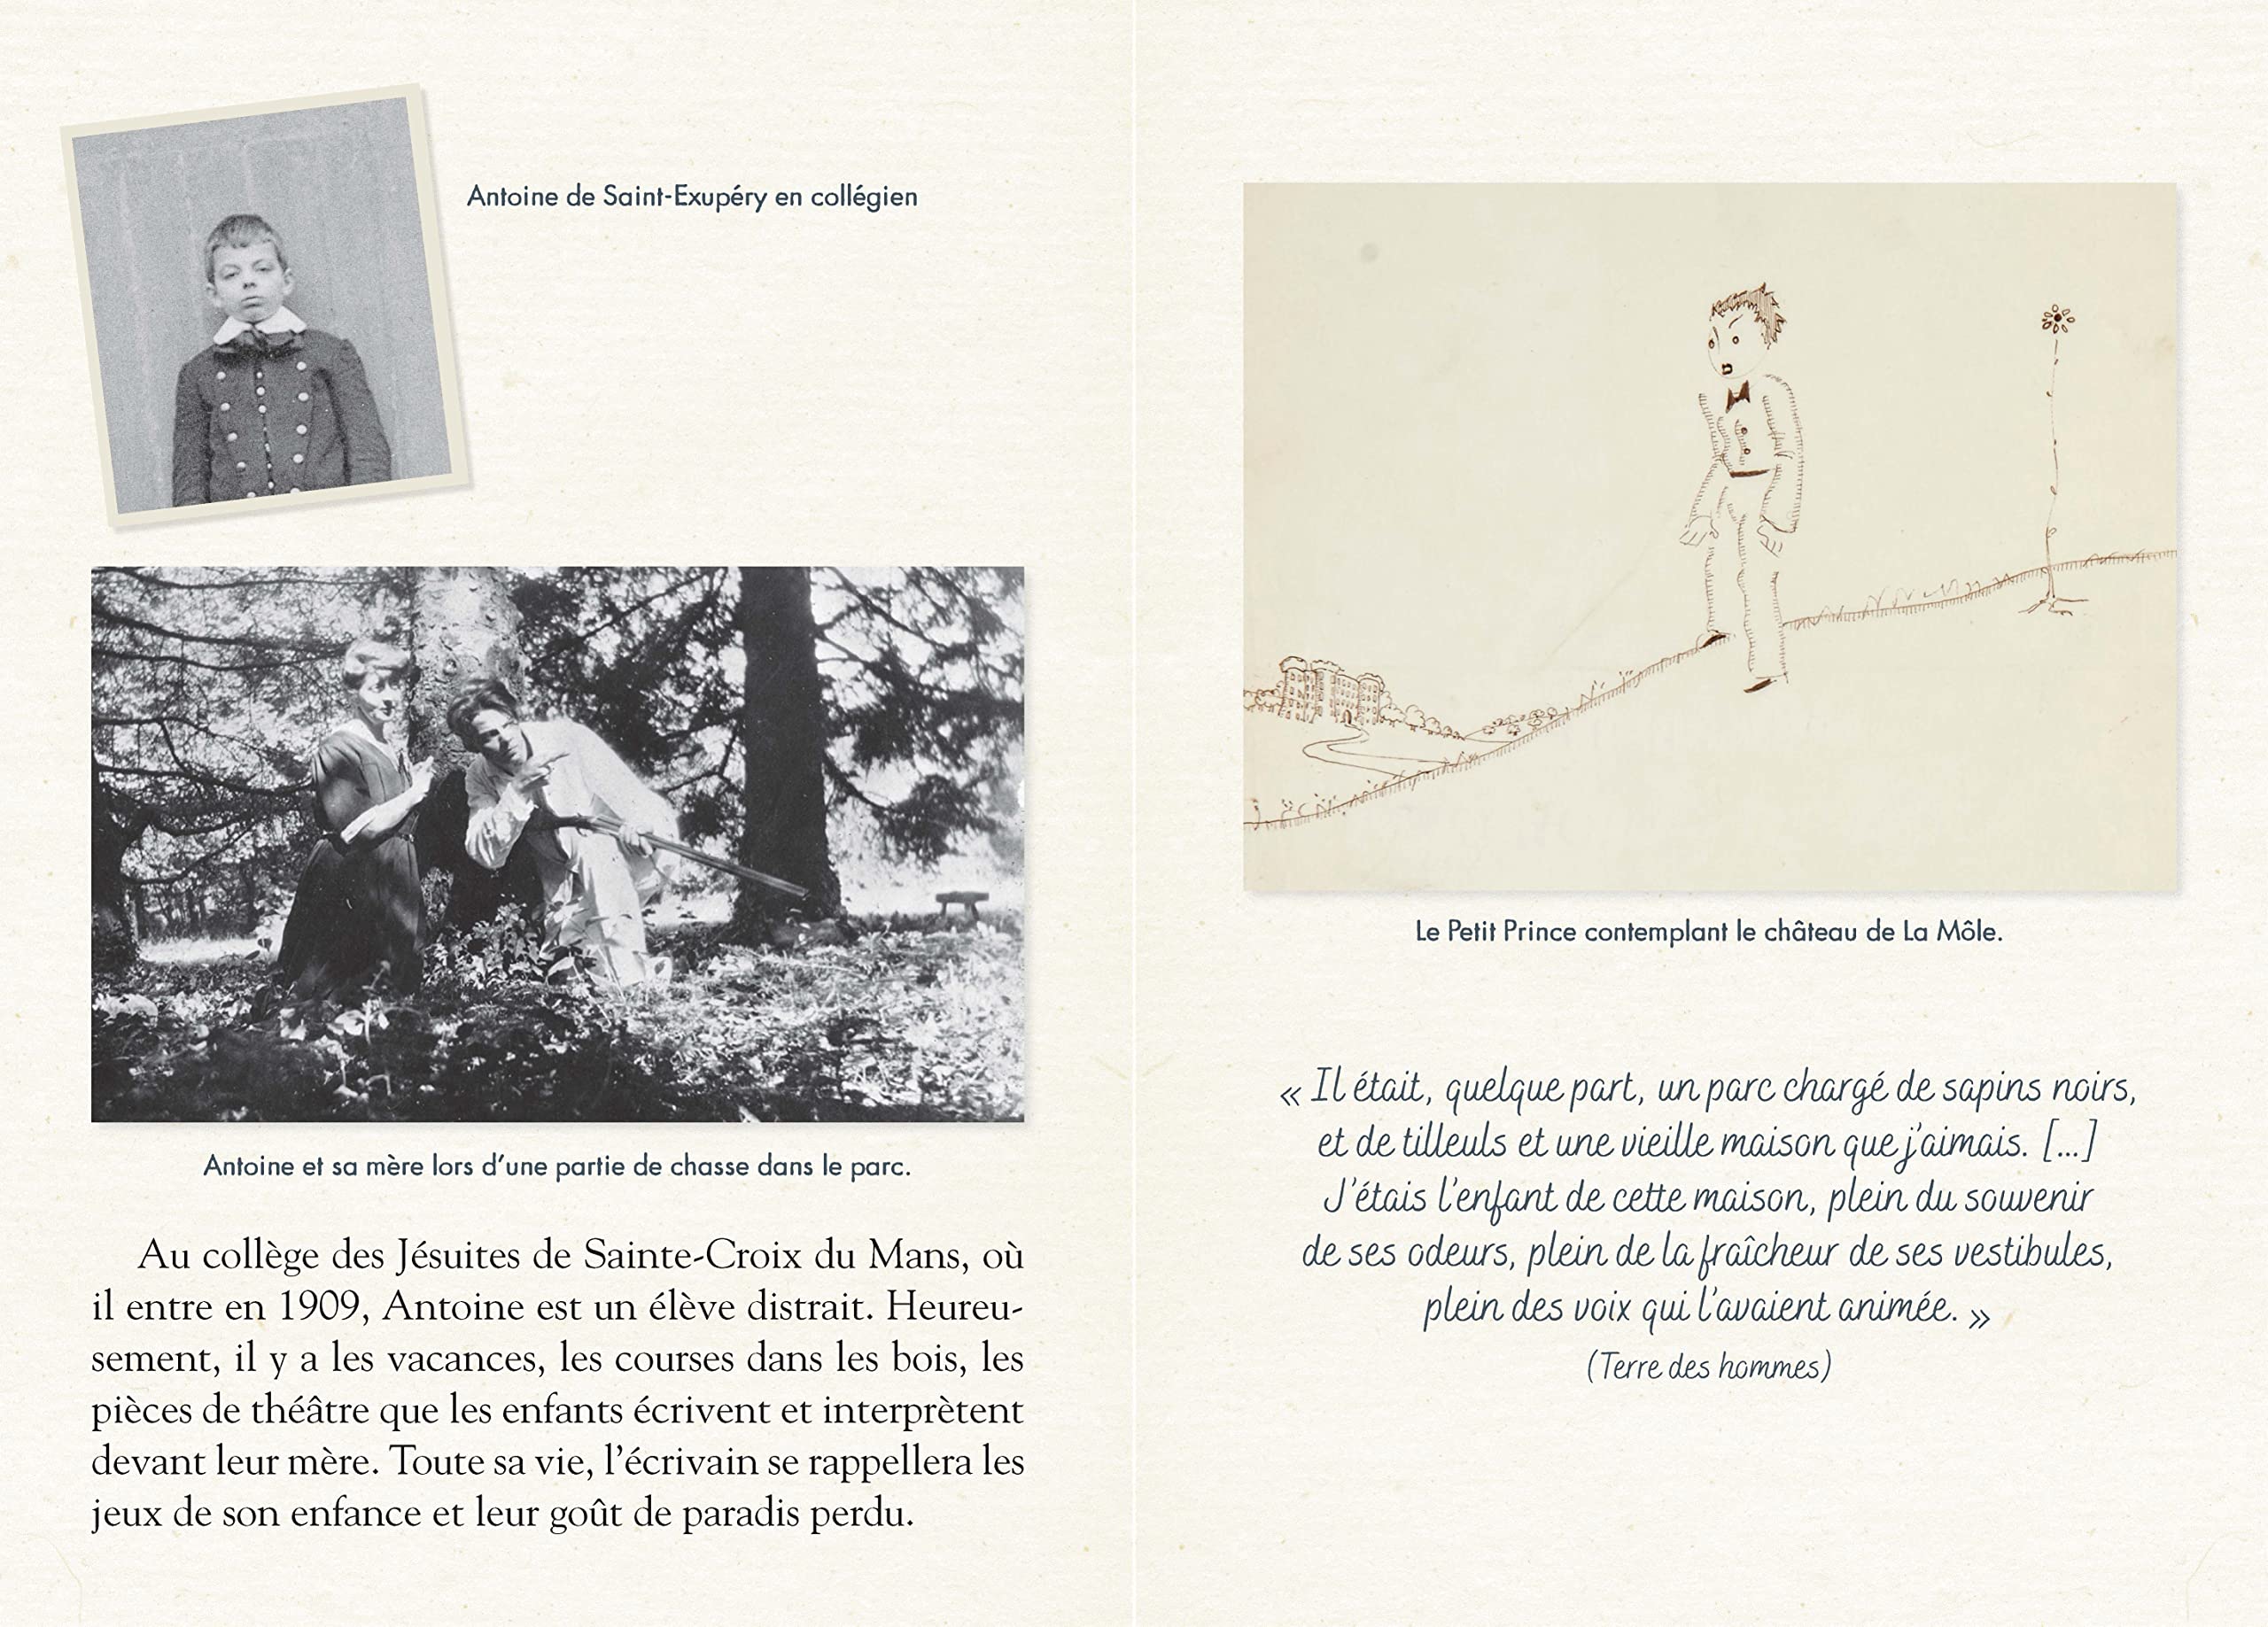 Antoine de Saint-Exupéry en collégien
Antoine et sa mère lors d’une partie de chasse dans le parc.
Au collège des Jésuites de Sainte-Croix du Mans, où
il entre en 1909, Antoine est un élève distrait. Heureu-
sement, il y a les vacances, les courses dans les bois, les
pièces de théâtre que les enfants écrivent et interprètent
devant leur mère. Toute sa vie, l’écrivain se rappellera les
jeux de son enfance et leur goût de paradis perdu.
Le Petit Prince contemplant le château de La Môle.
« Il était, quelque part, un parc chargé de sapins noirs,
et de tilleuls et une vieille maison que j’aimais. [...]
J’étais l’enfant de cette maison, plein du souvenir
de ses odeurs, plein de la fraîcheur de ses vestibules,
plein des voix qui l’avaient animée. »
(Terre des hommes)